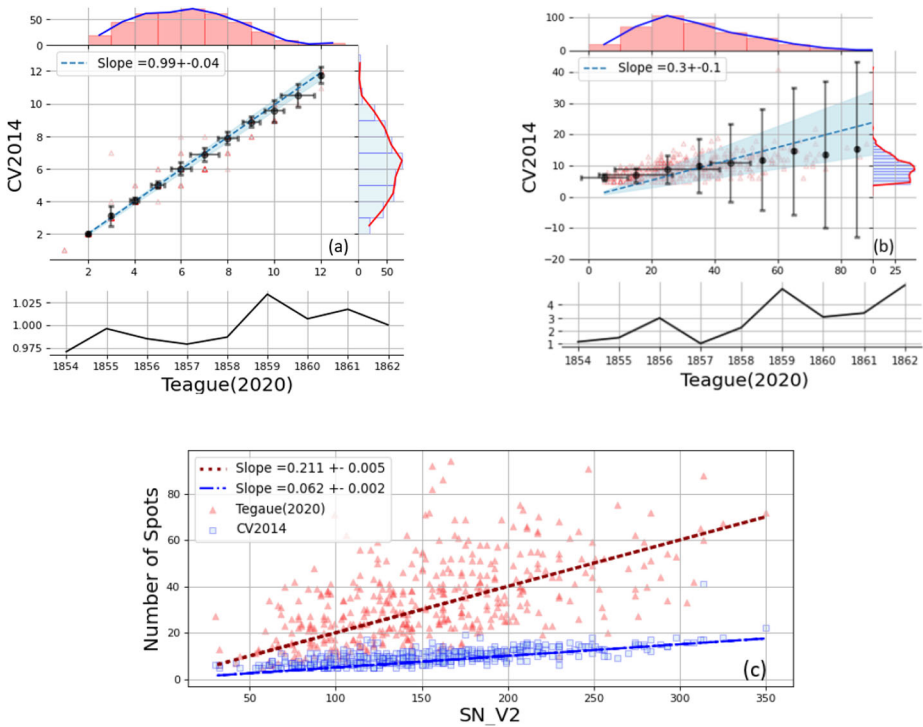 50
0
Slope =0.99+-0.04
12
10
8
6
4
2
CV2014
(a)
2 4 6 8 10 12 0 50
1.025
1.000
0.975
1854 1855 1856 1857 1858 1859 1860 1861 1862
Teague(2020)
100
0
Slope =0.3+-0.1
40
30
20
10
0
−10
−20
CV2014
(b)
0 20 40 60 80 0 25
4
3
2
1
1854 1855 1856 1857 1858 1859 1860 1861 1862
Teague(2020)
Slope =0.211 +- 0.005
Slope =0.062 +- 0.002
Tegaue(2020)
CV2014
80
60
40
20
0
Number of Spots
(c)
50 100 150 200 250 300 350
SN_V2